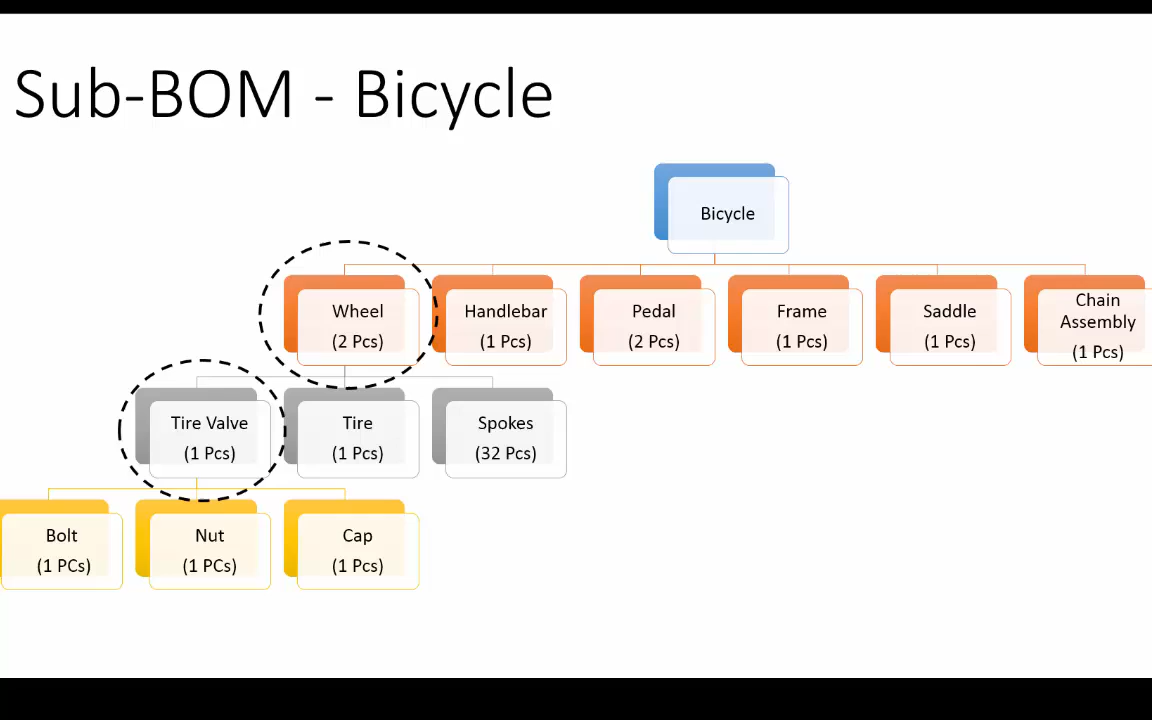 Sub-BOM - Bicycle
Bicycle
Wheel
(2 Pcs)
Handlebar
(1 Pcs)
Pedal
(2 Pcs)
Frame
(1 Pcs)
Saddle
(1 Pcs)
Chain
Assembly
(1 Pcs)
Tire Valve
(1 Pcs)
Tire
(1 Pcs)
Spokes
(32 Pcs)
Bolt
(1 PCs)
Nut
(1 PCs)
Cap
(1 Pcs)